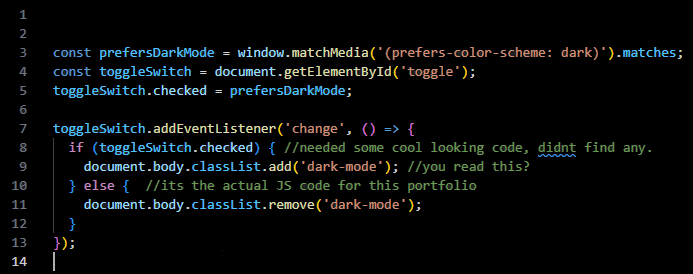 1
2
3 const prefersDarkMode = window.matchMedia('(prefers-color-scheme: dark)').matches;
4 const toggleSwitch = document.getElementById('toggle');
5 toggleSwitch.checked = prefersDarkMode;
6
7 toggleSwitch.addEventListener('change', () => {
8   if (toggleSwitch.checked) { //needed some cool looking code, didnt find any.
9     document.body.classList.add('dark-mode'); //you read this?
10   } else {  //its the actual JS code for this portfolio
11     document.body.classList.remove('dark-mode');
12   }
13 });
14